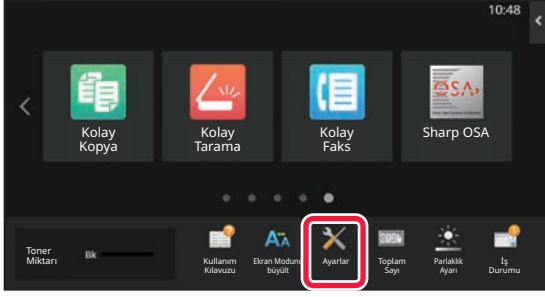 10:48
Kolay
Kopya
Kolay
Tarama
Kolay
Faks
OSA
Sharp OSA
Toner
Miktarı
Bk
Kullanım
Kılavuzu
Ekran Modunu
büyült
Ayarlar
Toplam
Sayı
Parlaklık
Ayarı
İş
Durumu